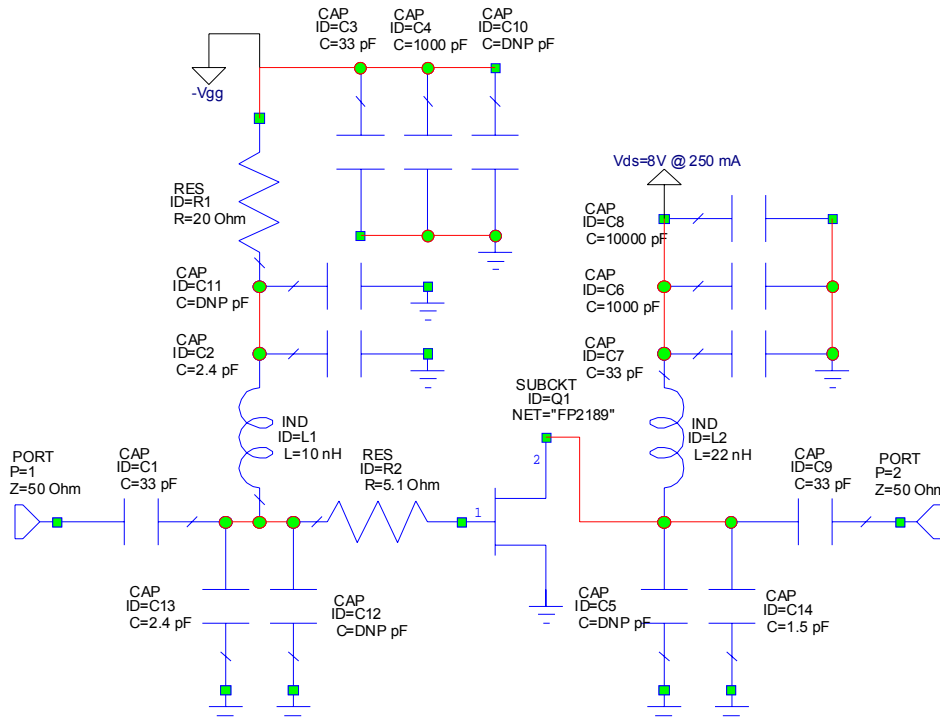 CAP
ID=C3
C=33 pF
CAP
ID=C4
C=1000 pF
CAP
ID=C10
C=DNP pF
-Vgg
RES
ID=R1
R=20 Ohm
Vds=8V @ 250 mA
CAP
ID=C8
C=10000 pF
CAP
ID=C11
C=DNP pF
CAP
ID=C6
C=1000 pF
CAP
ID=C2
C=2.4 pF
CAP
ID=C7
C=33 pF
SUBCKT
ID=Q1
NET="FP2189"
IND
ID=L1
L=10 nH
IND
ID=L2
L=22 nH
PORT
P=1
Z=50 Ohm
CAP
ID=C1
C=33 pF
RES
ID=R2
R=5.1 Ohm
2
1
CAP
ID=C9
C=33 pF
PORT
P=2
Z=50 Ohm
CAP
ID=C13
C=2.4 pF
CAP
ID=C12
C=DNP pF
CAP
ID=C5
C=DNP pF
CAP
ID=C14
C=1.5 pF